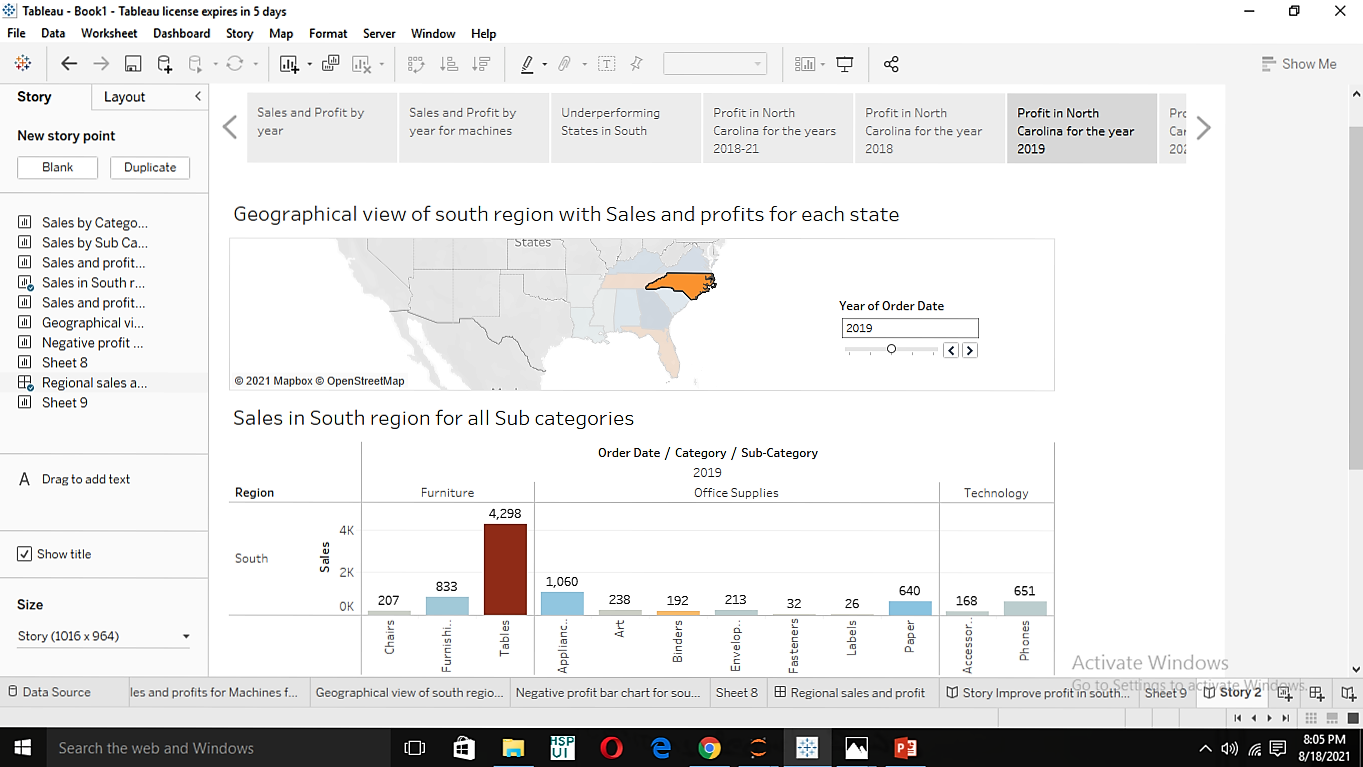 Tableau - Book1 - Tableau license expires in 5 days
File Data Worksheet Dashboard Story Map Format Server Window Help
Show Me
Story Layout
New story point
Blank Duplicate
Sales by Catego...
Sales by Sub Ca...
Sales and profit...
Sales in South r...
Sales and profit...
Geographical vi...
Negative profit ...
Sheet 8
Regional sales a...
Sheet 9
A Drag to add text
Show title
Size
Story (1016 x 964)
Sales and Profit by
year
Sales and Profit by
year for machines
Underperforming
States in South
Profit in North
Carolina for the years
2018-21
Profit in North
Carolina for the year
2018
Profit in North
Carolina for the year
2019
Geographical view of south region with Sales and profits for each state
States
© 2021 Mapbox © OpenStreetMap
Year of Order Date
2019
Sales in South region for all Sub categories
Order Date / Category / Sub-Category
2019
Region Furniture Office Supplies Technology
South
Sales
4K
2K
0K
207 833 4,298 1,060 238 192 213 32 26 640 168 651
Chairs Furnishi.. Tables Applianc.. Art Binders Envelop.. Fasteners Labels Paper Accessor.. Phones
Activate Windows
Go to Settings to activate Windows.
Data Source les and profits for Machines f... Geographical view of south regio... Negative profit bar chart for sou... Sheet 8 Regional sales and profit Story Improve profit in south... Sheet 9 Story 2
Search the web and Windows
HSP
UI
8:05 PM
8/18/2021